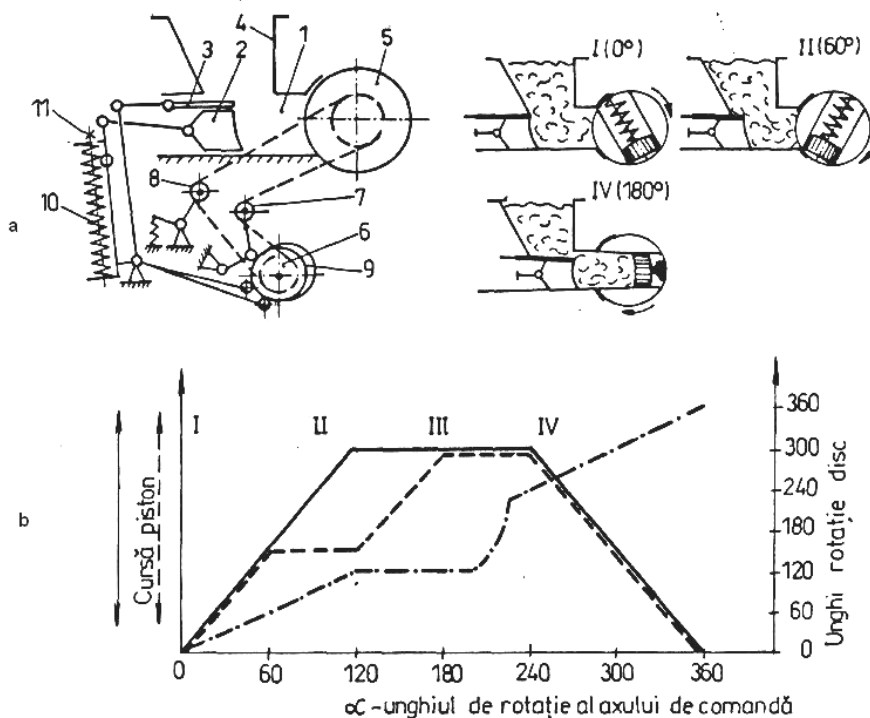 4 1 5
I(0°) II(60°)
3 2
11
8
10 7
IV(180°)
6
a
9
I II III IV
360
300
240
180
120
60
0
Unghi rotație disc
Cursă piston
b
0 60 120 180 240 300 360
∝-unghiul de rotație al axului de comandă